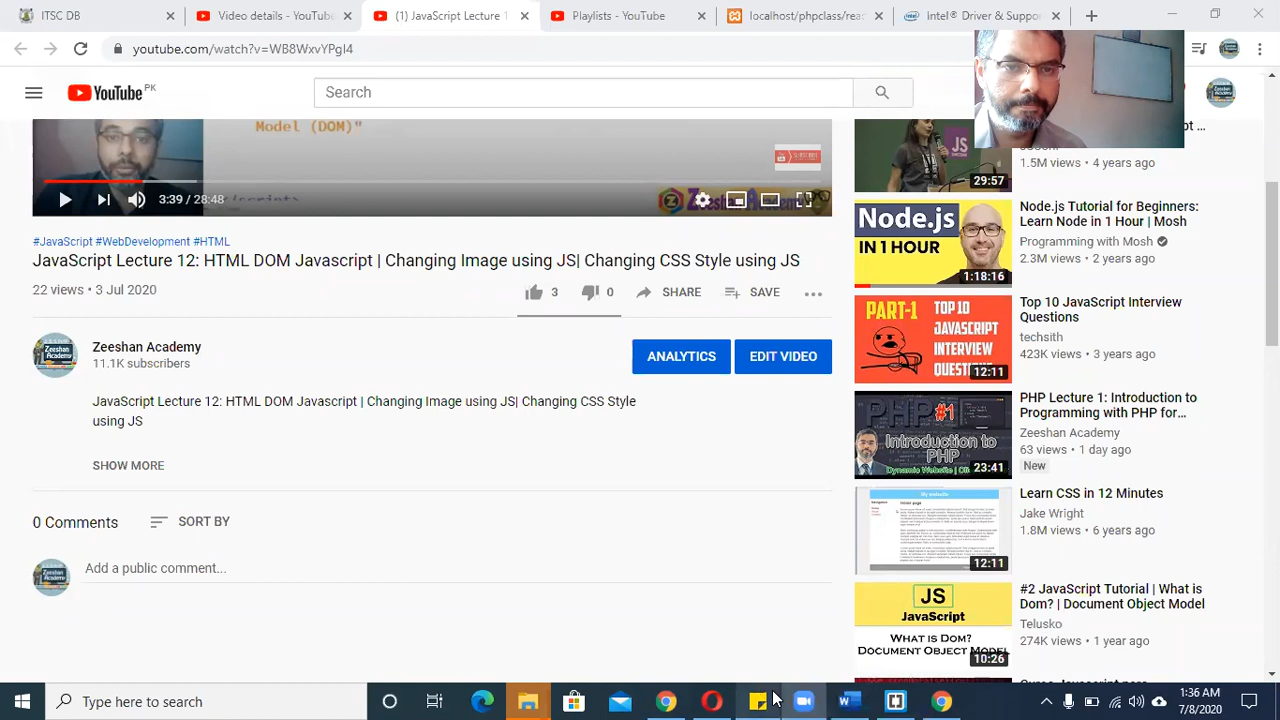 ITSC DB
Video details - YouT
(1) JavaScript Lecture 1
Playlists - YouTube
localhost/phpclass/rea
Intel® Driver & Suppor
youtube.com/watch?v=WB8WxvYPgI4
YouTube PK
Search
Model (DOM)"
3:39 / 28:48
Zeeshan Academy
#JavaScript #WebDevelopment #HTML
JavaScript Lecture 12: HTML DOM Javascript | Changing Image using JS| Changing CSS Style using JS
22 views • 3 Jul 2020
3
0
SHARE
SAVE
Zeeshan Academy
11.1K subscribers
ANALYTICS
EDIT VIDEO
JavaScript Lecture 12: HTML DOM Javascript | Changing Image using JS| Changing CSS Style
using JS
SHOW MORE
0 Comments
SORT BY
Add a public comment...
JS
29:57
1.5M views • 4 years ago
Node.js
IN 1 HOUR
1:18:16
Node.js Tutorial for Beginners:
Learn Node in 1 Hour | Mosh
Programming with Mosh
2.3M views • 2 years ago
PART-1
TOP 10
JAVASCRIPT
INTERVIEW
QUESTIONS
12:11
Top 10 JavaScript Interview
Questions
techsith
423K views • 3 years ago
PHP #1
Introduction to
PHP
23:41
PHP Lecture 1: Introduction to
Programming with PHP for...
Zeeshan Academy
63 views • 1 day ago
New
My website
12:11
Learn CSS in 12 Minutes
Jake Wright
1.8M views • 6 years ago
JS
JavaScript
WHAT IS DOM?
DOCUMENT OBJECT MODEL
10:26
#2 JavaScript Tutorial | What is
Dom? | Document Object Model
Telusko
274K views • 1 year ago
Type here to search
1:36 AM
7/8/2020